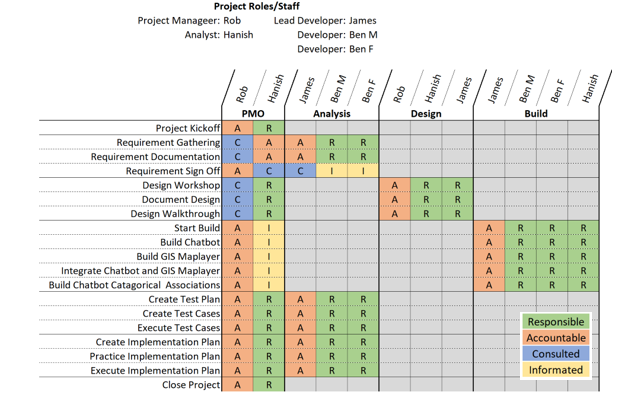 Project Roles/Staff
Project Manageer: Rob Lead Developer: James
Analyst: Hanish Developer: Ben M
Developer: Ben F
Rob Hanish James Ben M Ben F Rob Hanish James James Ben M Ben F Hanish
PMO Analysis Design Build
Project Kickoff A R
Requirement Gathering C A A R R
Requirement Documentation C A A R R
Requirement Sign Off A C C I I
Design Workshop C R A R R
Document Design C R A R R
Design Walkthrough C R A R R
Start Build A I A R R R
Build Chatbot A I A R R R
Build GIS Maplayer A I A R R R
Integrate Chatbot and GIS Maplayer A I A R R R
Build Chatbot Catagorical Associations A I A R R R
Create Test Plan A R A R R
Create Test Cases A R A R R
Execute Test Cases A R A R R
Create Implementation Plan A R A R R
Practice Implementation Plan A R A R R
Execute Implementation Plan A R A R R
Close Project A R
Responsible
Accountable
Consulted
Informated